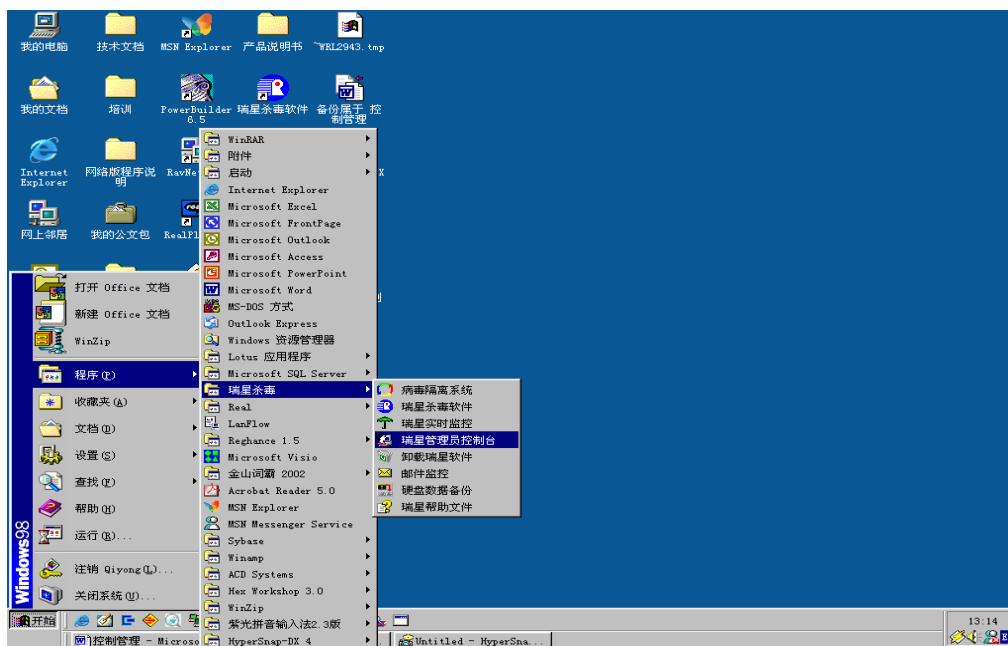 我的电脑
技术文档
MSN Explorer
产品说明书
~WRL2943.tmp
我的文档
培训
PowerBuilder
6.5
瑞星杀毒软件
备份属于 控
制管理
Internet
Explorer
网络版程序说
明
RavNe
X
网上邻居
我的公文包
RealPl
Windows98
打开 Office 文档
新建 Office 文档
WinZip
程序(P)
收藏夹(A)
文档(D)
设置(S)
查找(F)
帮助(H)
运行(R)...
注销 Qiyong(L)...
关闭系统(U)...
WinRAR
附件
启动
Internet Explorer
Microsoft Excel
Microsoft FrontPage
Microsoft Outlook
Microsoft Access
Microsoft PowerPoint
Microsoft Word
MS-DOS 方式
Outlook Express
Windows 资源管理器
Lotus 应用程序
Microsoft SQL Server
瑞星杀毒
Real
LanFlow
Reghance 1.5
Microsoft Visio
金山词霸 2002
Acrobat Reader 5.0
MSN Explorer
MSN Messenger Service
Sybase
Winamp
ACD Systems
Hex Workshop 3.0
WinZip
紫光拼音输入法2.3版
HyperSnap-DX 4
病毒隔离系统
瑞星杀毒软件
瑞星实时监控
瑞星管理员控制台
卸载瑞星软件
邮件监控
硬盘数据备份
瑞星帮助文件
开始
控制管理 - Microso
Untitled - HyperSna...
13:14